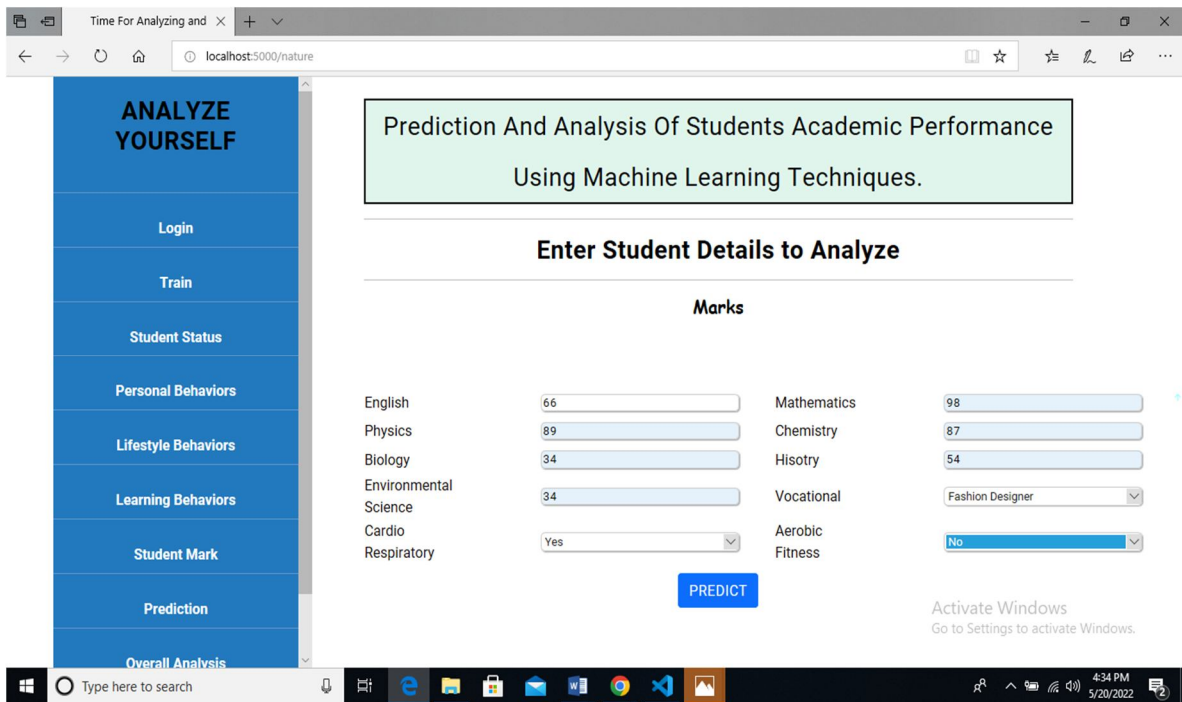 Time For Analyzing and
localhost:5000/nature
ANALYZE
YOURSELF
Login
Train
Student Status
Personal Behaviors
Lifestyle Behaviors
Learning Behaviors
Student Mark
Prediction
Overall Analysis
Prediction And Analysis Of Students Academic Performance
Using Machine Learning Techniques.
Enter Student Details to Analyze
Marks
English 66 Mathematics 98
Physics 89 Chemistry 87
Biology 34 Hisotry 54
Environmental
Science 34 Vocational Fashion Designer
Cardio
Respiratory Yes Aerobic
Fitness No
PREDICT
Activate Windows
Go to Settings to activate Windows.
Type here to search
4:34 PM
5/20/2022
2